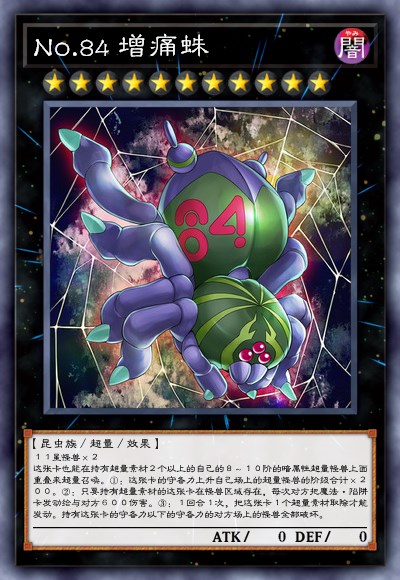 No.84 増痛蛛
やみ
闇
84
【昆虫族／超量／效果】
１１星怪兽×２
这张卡也能在持有超量素材２个以上的自己的８～１０阶的暗属性超量怪兽上面
重叠来超量召唤。①：这张卡的守备力上升自己场上的超量怪兽的阶级合计×２
００。②：只要持有超量素材的这张卡在怪兽区域存在，每次对方把魔法·陷阱
卡发动给与对方６００伤害。③：１回合１次，把这张卡１个超量素材取除才能
发动。持有这张卡的守备力以下的守备力的对方场上的怪兽全部破坏。
ATK/ 0 DEF/ 0